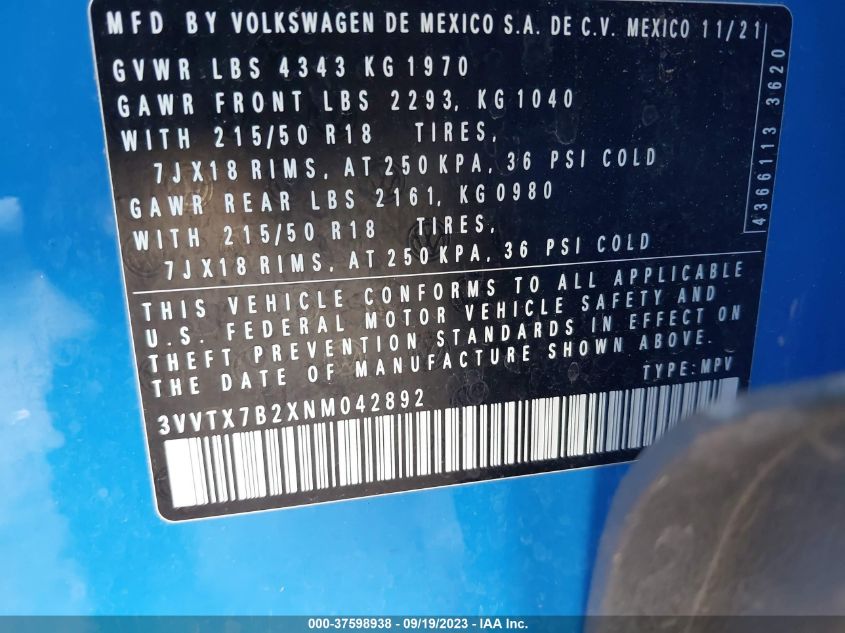 MFD BY VOLKSWAGEN DE MEXICO S.A. DE C.V. MEXICO 11/21
GVWR LBS 4343 KG 1970
GAWR FRONT LBS 2293, KG 1040
WITH 215/50 R18 TIRES,
7JX18 RIMS, AT 250 KPA, 36 PSI COLD
GAWR REAR LBS 2161, KG 0980
WITH 215/50 R18 TIRES,
7JX18 RIMS, AT 250 KPA, 36 PSI COLD
4366113 3620
THIS VEHICLE CONFORMS TO ALL APPLICABLE
U.S. FEDERAL MOTOR VEHICLE SAFETY AND
THEFT PREVENTION STANDARDS IN EFFECT ON
THE DATE OF MANUFACTURE SHOWN ABOVE.
TYPE: MPV
3VVTX7B2XNM042892
000-37598938 - 09/19/2023 - IAAI Tx Inc.